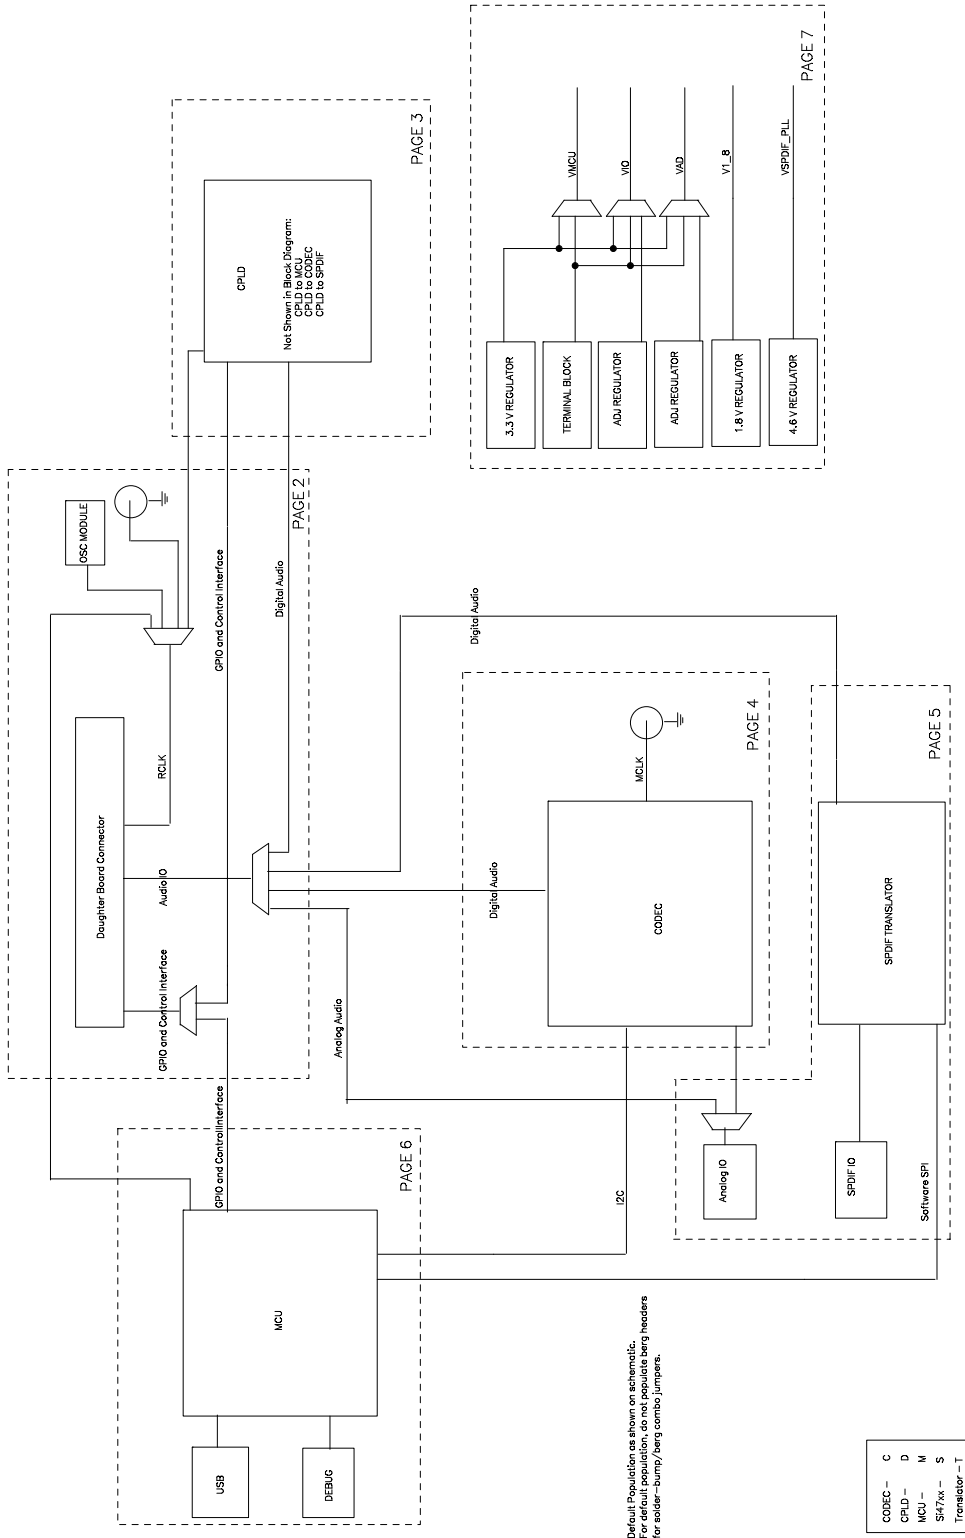 PAGE 6
USB
DEBUG
MCU
GPIO and Control Interface
PAGE 2
Daughter Board Connector
GPIO and Control Interface
Audio IO
RCLK
OSC MODULE
GPIO and Control Interface
Digital Audio
PAGE 3
CPLD
Not Shown in Block Diagram:
CPLD to MCU
CPLD to CODEC
CPLD to SPDIF
Analog Audio
Digital Audio
Digital Audio
PAGE 4
CODEC
MCLK
I2C
PAGE 5
SPDIF TRANSLATOR
Analog IO
SPDIF IO
Software SPI
PAGE 7
3.3 V REGULATOR
TERMINAL BLOCK
ADJ REGULATOR
ADJ REGULATOR
1.8 V REGULATOR
4.6 V REGULATOR
VMCU
VIO
VAD
V1_8
VSPDIF_PLL
Default Population as shown on schematic.
For default population, do not populate berg headers
for solder-bump/berg combo jumpers.
CODEC - C
CPLD - D
MCU - M
Si47xx - S
Translator - T